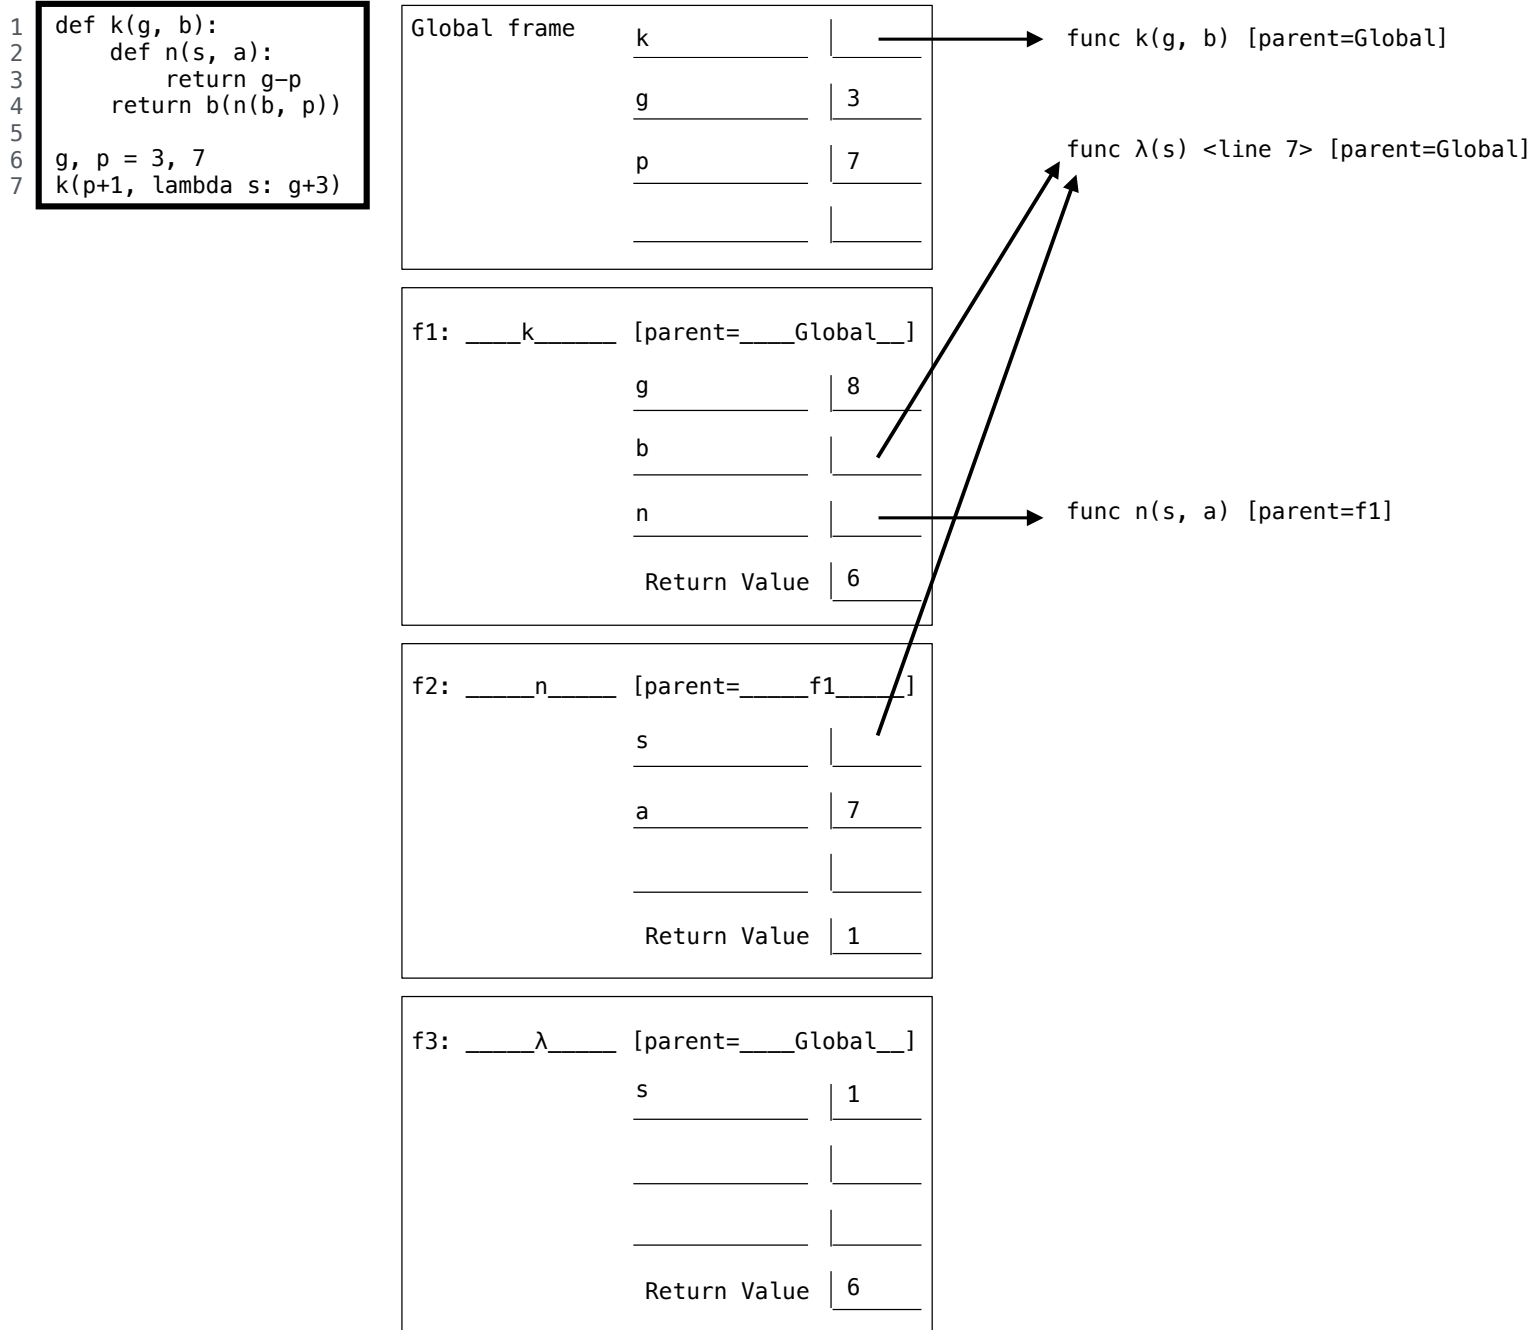 1 def k(g, b):
2     def n(s, a):
3         return g–p
4     return b(n(b, p))
5
6 g, p = 3, 7
7 k(p+1, lambda s: g+3)
Global frame
k
func k(g, b) [parent=Global]
g 3
func λ(s) <line 7> [parent=Global]
p 7
f1: ____k______ [parent=____Global__]
g 8
b
n
func n(s, a) [parent=f1]
Return Value 6
f2: _____n_____ [parent=_____f1_____]
s
a 7
Return Value 1
f3: _____λ_____ [parent=____Global__]
s 1
Return Value 6